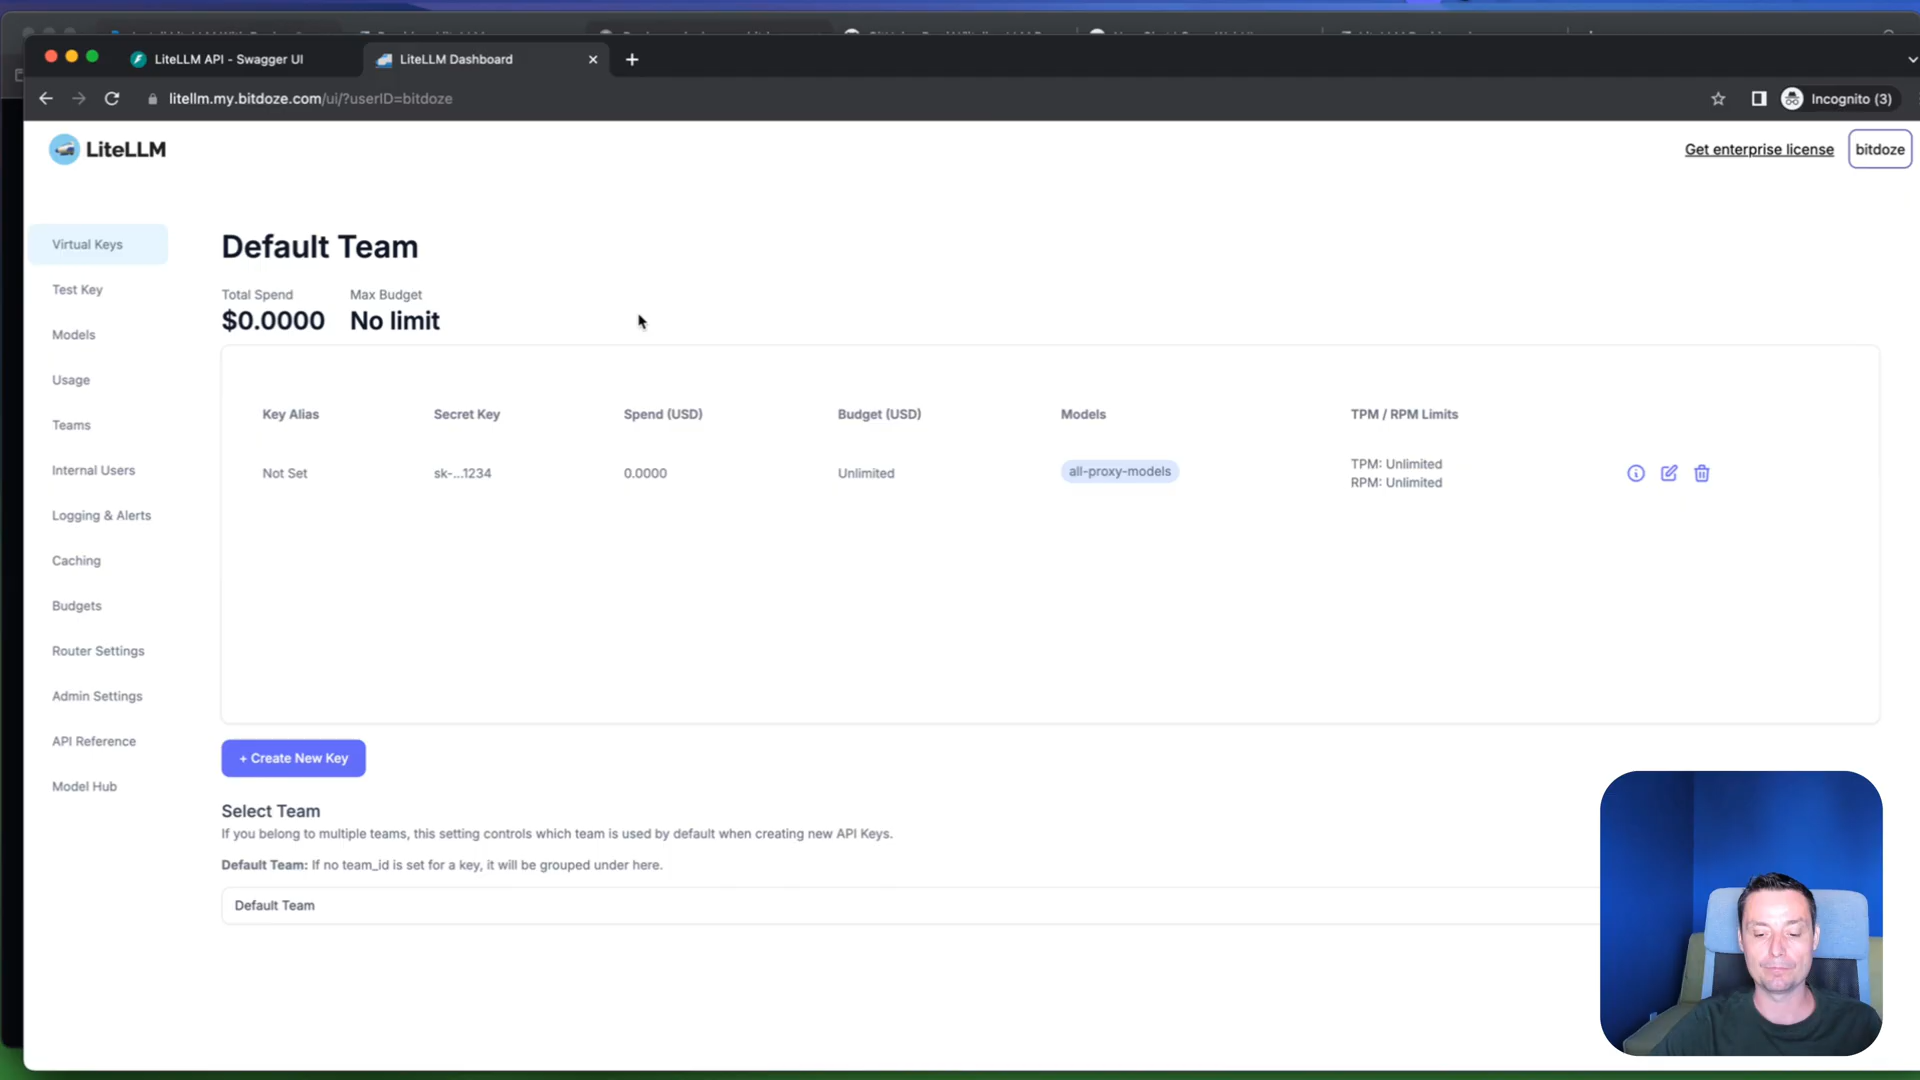 LiteLLM API - Swagger UI
LiteLLM Dashboard
litellm.my.bitdoze.com/ui/?userID=bitdoze
Incognito (3)
LiteLLM
Get enterprise license
bitdoze
Virtual Keys
Test Key
Models
Usage
Teams
Internal Users
Logging & Alerts
Caching
Budgets
Router Settings
Admin Settings
API Reference
Model Hub
Default Team
Total Spend Max Budget
$0.0000 No limit
Key Alias Secret Key Spend (USD) Budget (USD) Models TPM / RPM Limits
Not Set sk-...1234 0.0000 Unlimited all-proxy-models TPM: Unlimited
RPM: Unlimited
+ Create New Key
Select Team
If you belong to multiple teams, this setting controls which team is used by default when creating new API Keys.
Default Team: If no team_id is set for a key, it will be grouped under here.
Default Team